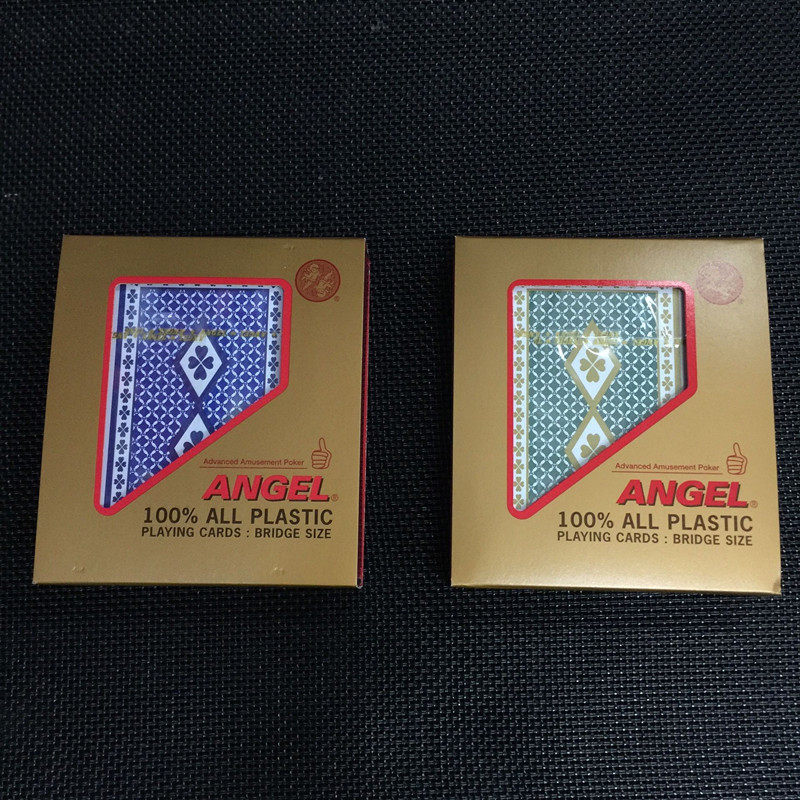 Advanced Amusement Poker
ANGEL®
100% ALL PLASTIC
PLAYING CARDS : BRIDGE SIZE
Advanced Amusement Poker
ANGEL®
100% ALL PLASTIC
PLAYING CARDS : BRIDGE SIZE